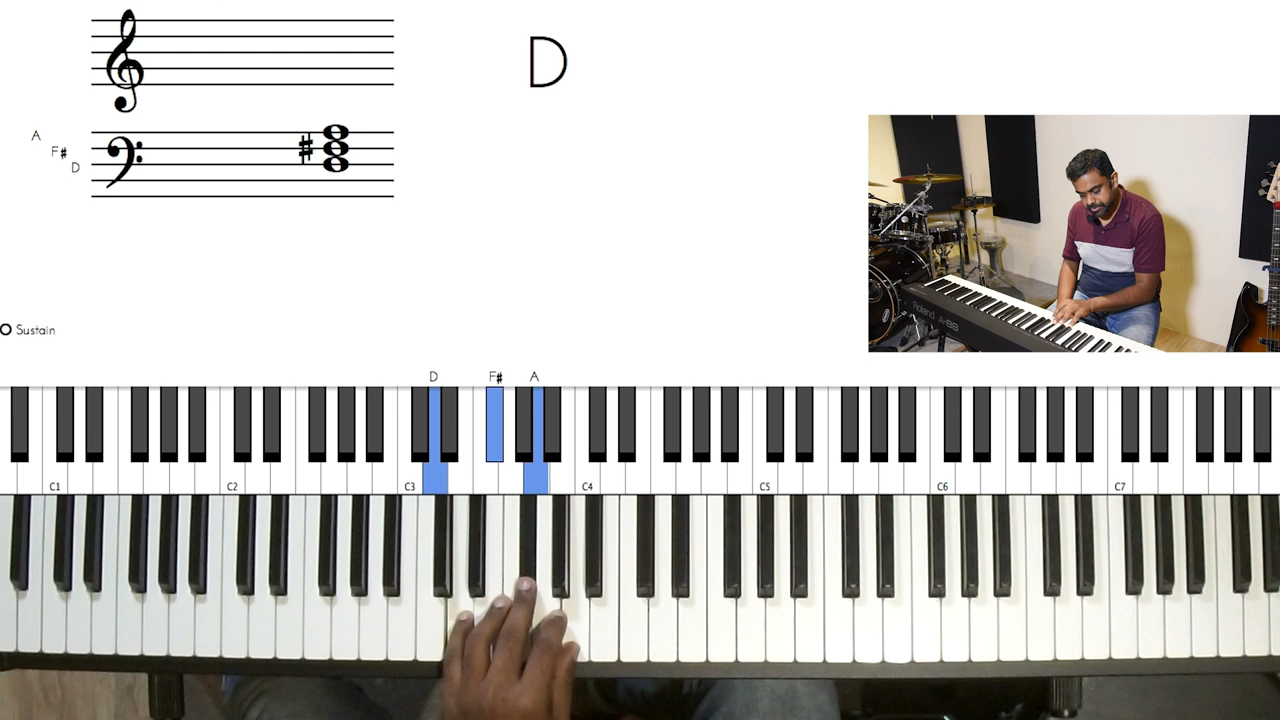 D
A
F#
D
Roland A-88
Sustain
D F# A
C1 C2 C3 C4 C5 C6 C7